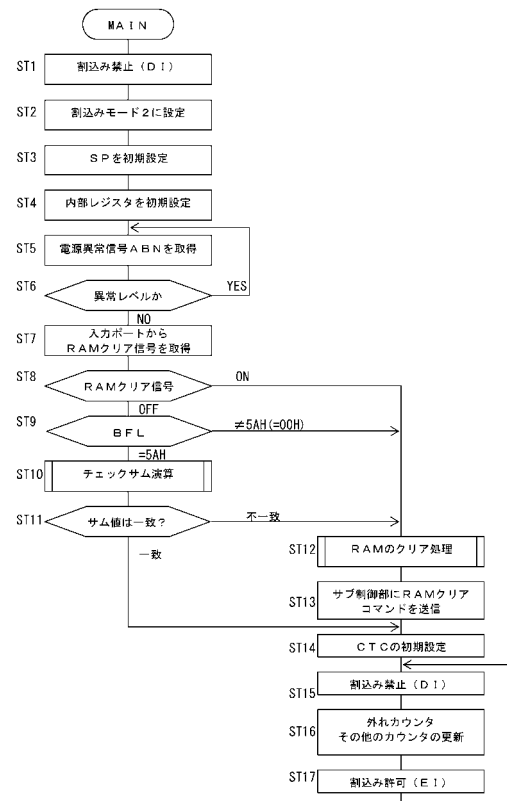 MAIN
ST1
割込み禁止(DI)
ST2
割込みモード2に設定
ST3
SPを初期設定
ST4
内部レジスタを初期設定
ST5
電源異常信号ABNを取得
ST6
異常レベルか
YES
NO
ST7
入力ポートから
RAMクリア信号を取得
ST8
RAMクリア信号
ON
OFF
ST9
BFL
≠5AH(=00H)
=5AH
ST10
チェックサム演算
ST11
サム値は一致?
不一致
一致
ST12
RAMのクリア処理
ST13
サブ制御部にRAMクリア
コマンドを送信
ST14
CTCの初期設定
ST15
割込み禁止(DI)
ST16
外れカウンタ
その他のカウンタの更新
ST17
割込み許可(EI)